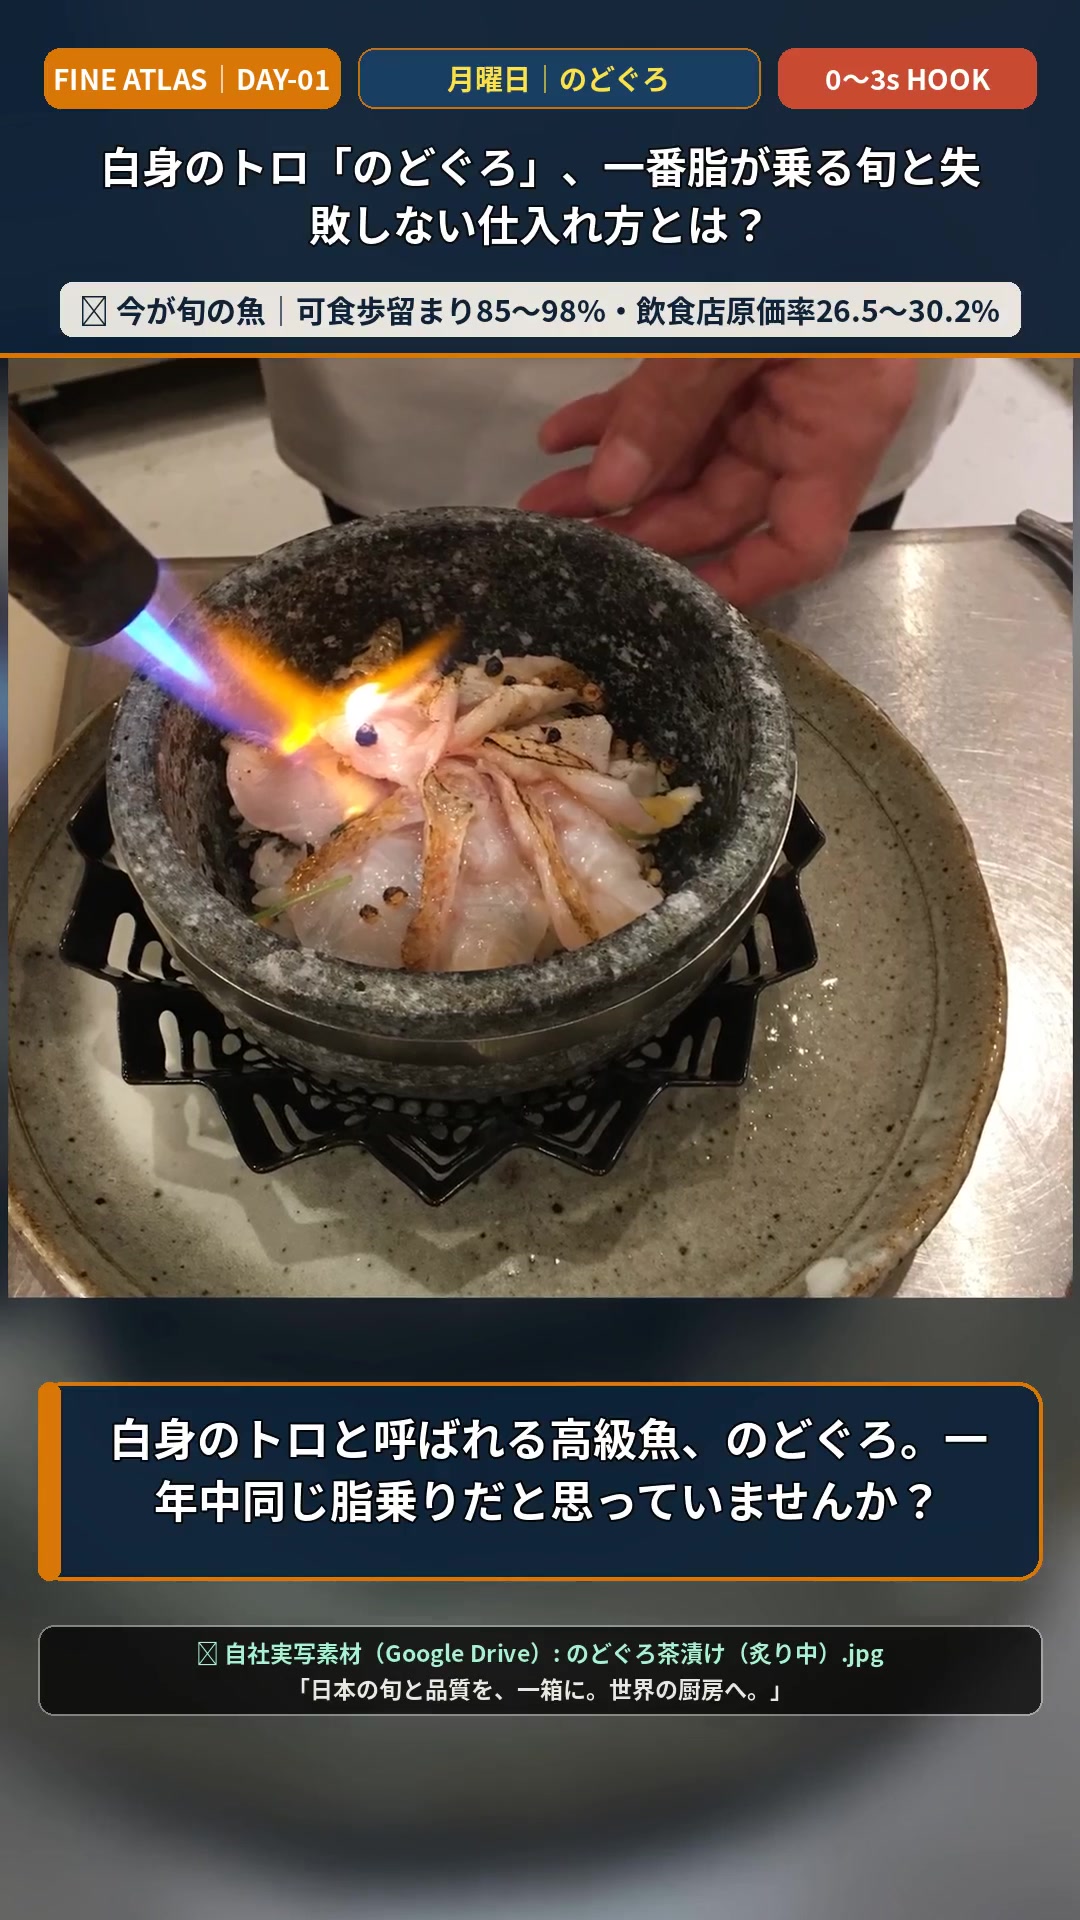 FINE ATLAS｜DAY-01
月曜日｜のどぐろ
0〜3s HOOK
白身のトロ「のどぐろ」、一番脂が乗る旬と失
敗しない仕入れ方とは？
今が旬の魚｜可食歩留まり85〜98%・飲食店原価率26.5〜30.2%
白身のトロと呼ばれる高級魚、のどぐろ。一
年中同じ脂乗りだと思っていませんか？
自社実写素材（Google Drive）: のどぐろ茶漬け（炙り中）.jpg
「日本の旬と品質を、一箱に。世界の厨房へ。」